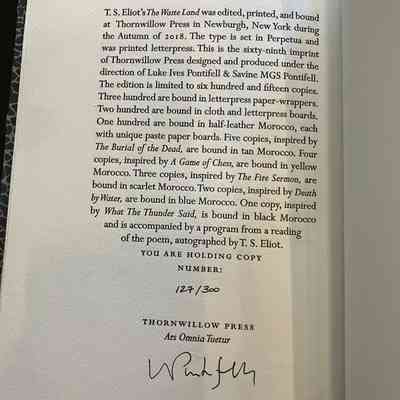 T. S. Eliot's The Waste Land was edited, printed, and bound
at Thornwillow Press in Newburgh, New York during
the Autumn of 2018. The type is set in Perpetua and
was printed letterpress. This is the sixty-ninth imprint
of Thornwillow Press designed and produced under the
direction of Luke Ives Pontifell & Savine MGS Pontifell.
The edition is limited to six hundred and fifteen copies.
Three hundred are bound in letterpress paper-wrappers.
Two hundred are bound in cloth and letterpress boards.
One hundred are bound in half-leather Morocco, each
with unique paste paper boards. Five copies, inspired by
The Burial of the Dead, are bound in tan Morocco. Four
copies, inspired by A Game of Chess, are bound in yellow
Morocco. Three copies, inspired by The Fire Sermon, are
bound in scarlet Morocco. Two copies, inspired by Death
by Water, are bound in blue Morocco. One copy, inspired
by What The Thunder Said, is bound in black Morocco
and is accompanied by a program from a reading
of the poem, autographed by T. S. Eliot.
YOU ARE HOLDING COPY
NUMBER:
127/300
THORNWILLOW PRESS
Ars Omnia Tuetur